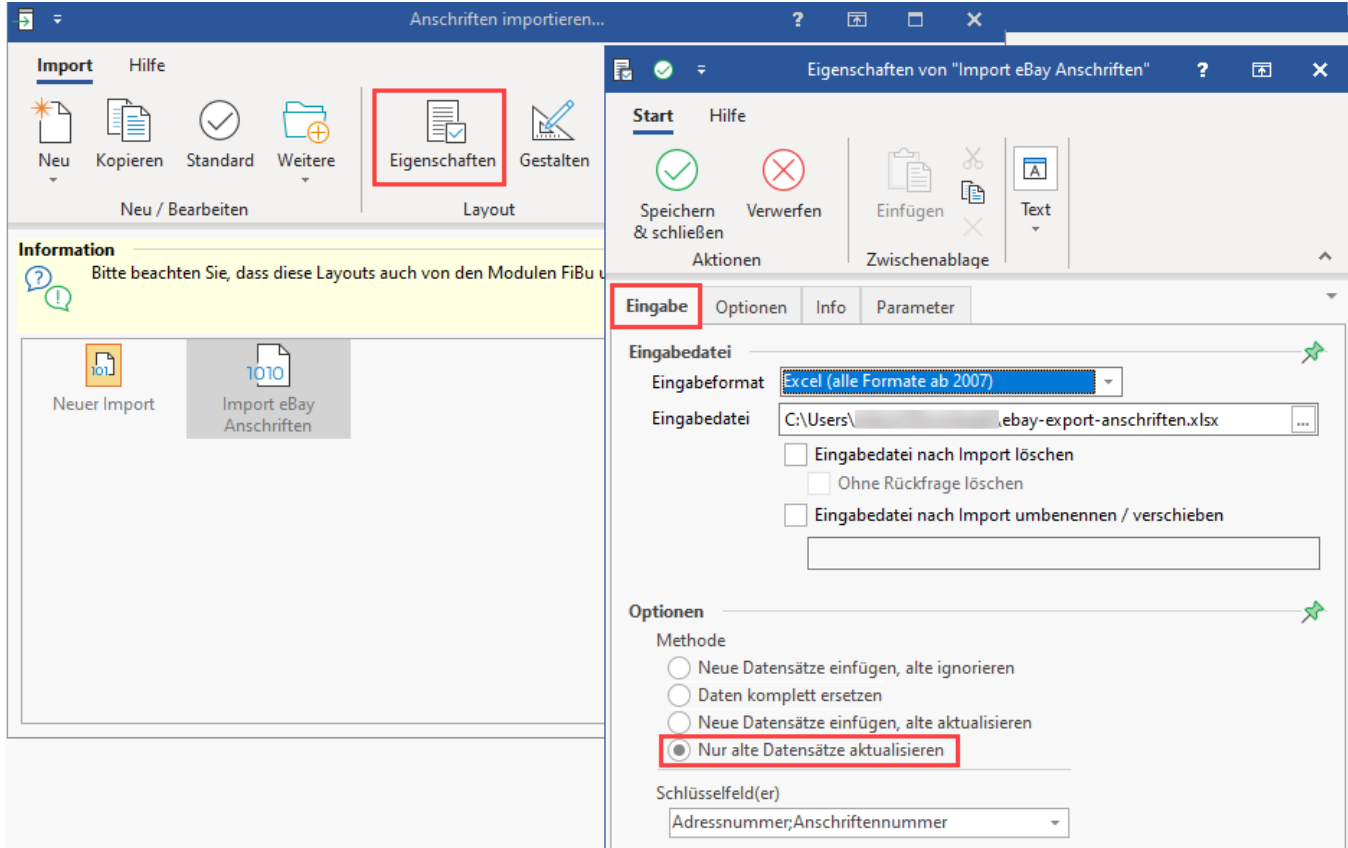 Anschriften importieren...
?
Import Hilfe
Neu Kopieren Standard Weitere Eigenschaften Gestalten
Neu / Bearbeiten Layout
Information
Bitte beachten Sie, dass diese Layouts auch von den Modulen FiBu
101
Neuer Import
1010
Import eBay
Anschriften
Eigenschaften von "Import eBay Anschriften" ?
Start Hilfe
Speichern
& schließen
Verwerfen
Einfügen
A
Text
Aktionen Zwischenablage
Eingabe Optionen Info Parameter
Eingabedatei
Eingabeformat Excel (alle Formate ab 2007)
Eingabedatei C:\Users\ \ebay-export-anschriften.xlsx ...
Eingabedatei nach Import löschen
Ohne Rückfrage löschen
Eingabedatei nach Import umbenennen / verschieben
Optionen
Methode
Neue Datensätze einfügen, alte ignorieren
Daten komplett ersetzen
Neue Datensätze einfügen, alte aktualisieren
Nur alte Datensätze aktualisieren
Schlüsselfeld(er)
Adressnummer;Anschriftennummer